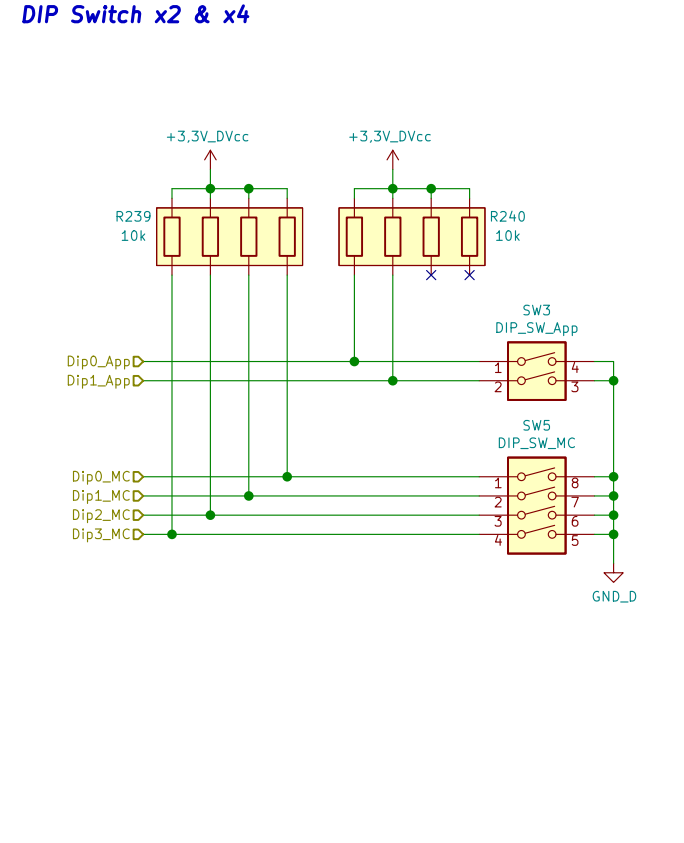 DIP Switch x2 & x4
+3,3V_DVcc
+3,3V_DVcc
R239
10k
R240
10k
SW3
DIP_SW_App
Dip0_App
1
4
Dip1_App
2
3
SW5
DIP_SW_MC
Dip0_MC
1
8
Dip1_MC
2
7
Dip2_MC
3
6
Dip3_MC
4
5
GND_D